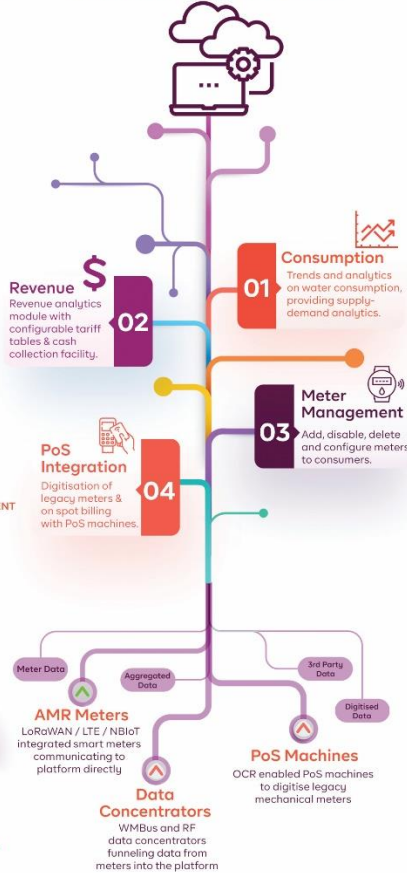 Consumption
Trends and analytics
on water consumption,
providing supply-
demand analytics.
01
$
Revenue
Revenue analytics
module with
configurable tariff
tables & cash
collection facility.
02
Meter
Management
Add, disable, delete
and configure meters
to consumers.
03
PoS
Integration
Digitisation of
legacy meters &
on spot billing
with PoS machines.
04
ENT
Meter Data
Aggregated
Data
3rd Party
Data
Digitised
Data
AMR Meters
LoRaWAN / LTE / NBIoT
integrated smart meters
communicating to
platform directly
Data
Concentrators
WMBus and RF
data concentrators
funneling data from
meters into the platform
PoS Machines
OCR enabled PoS machines
to digitise legacy
mechanical meters